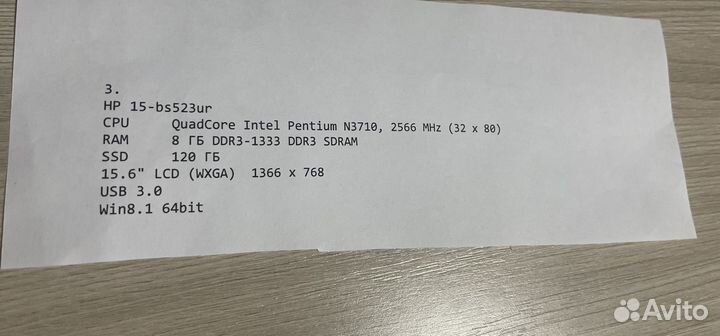 3.
HP 15-bs523ur
CPU QuadCore Intel Pentium N3710, 2566 MHz (32 x 80)
RAM 8 ГБ DDR3-1333 DDR3 SDRAM
SSD 120 ГБ
15.6" LCD (WXGA) 1366 x 768
USB 3.0
Win8.1 64bit
Avito